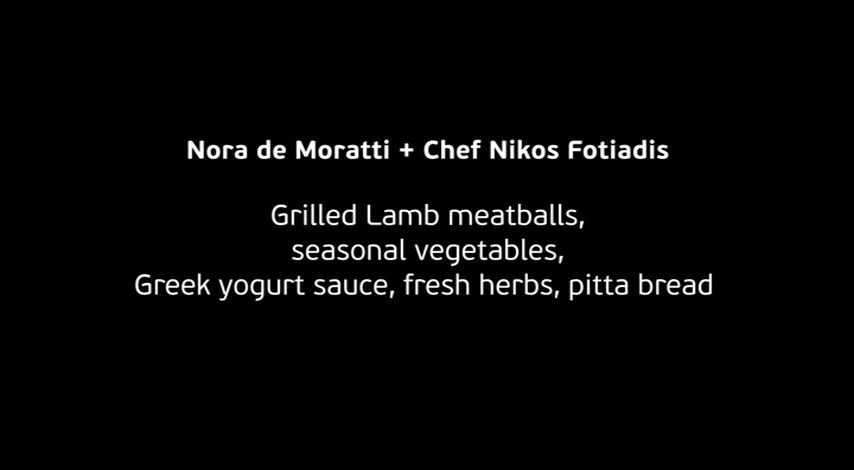 Nora de Moratti + Chef Nikos Fotiadis
Grilled Lamb meatballs,
seasonal vegetables,
Greek yogurt sauce, fresh herbs, pitta bread